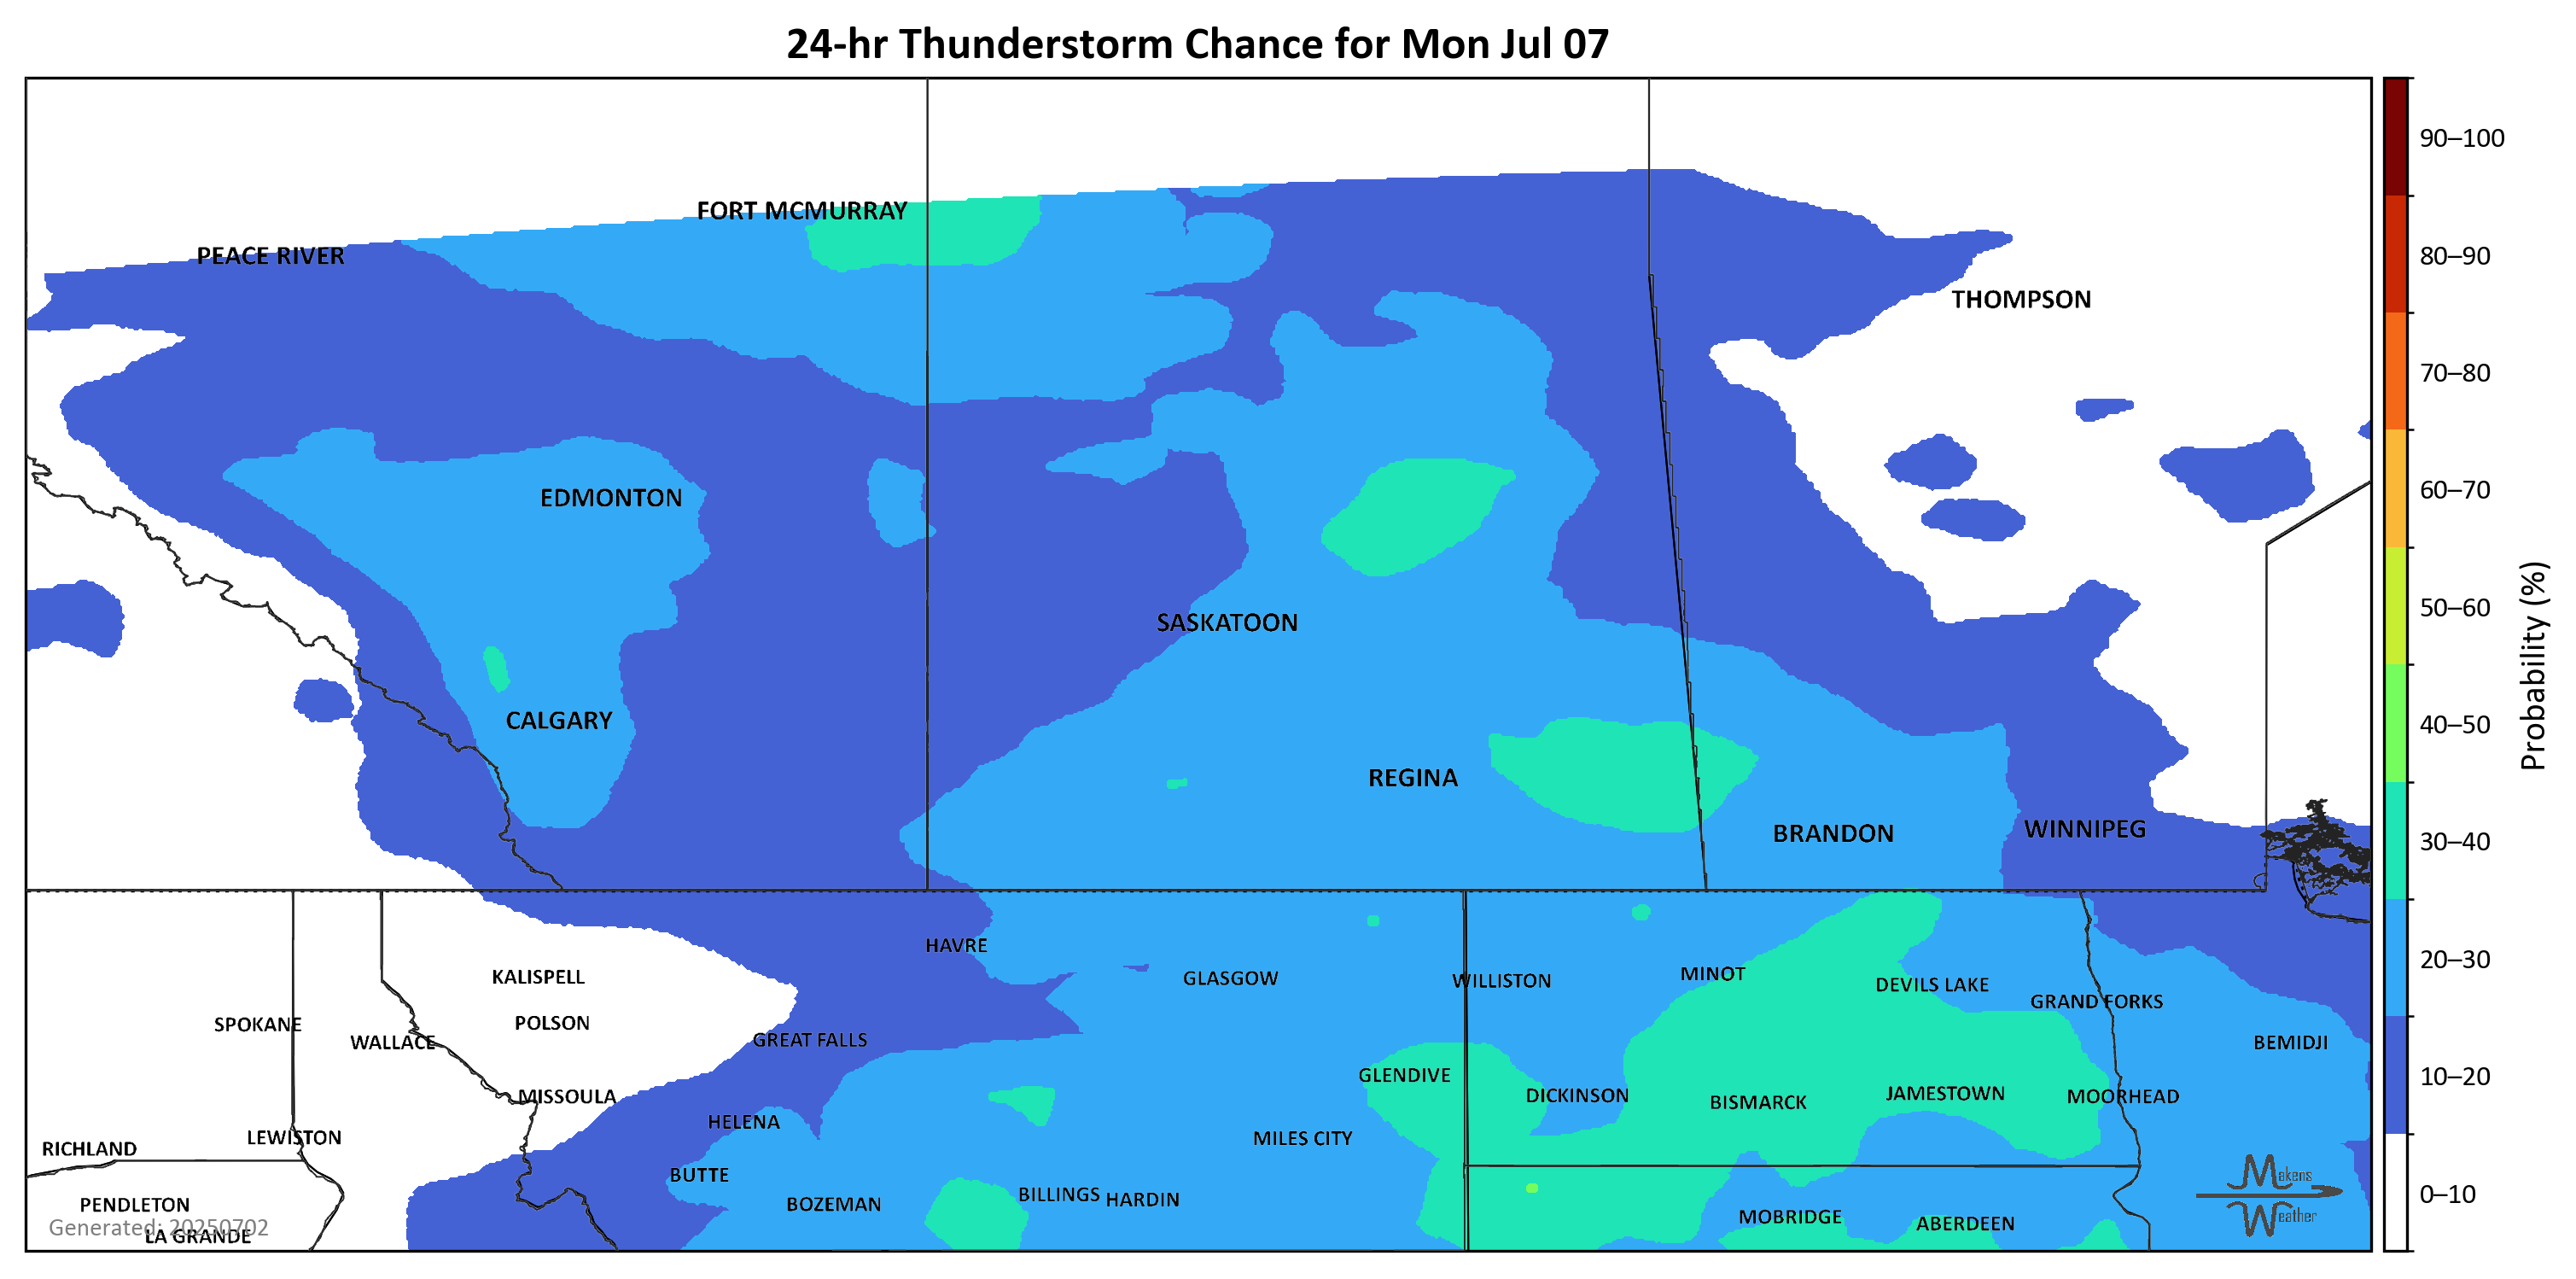 24-hr Thunderstorm Chance for Mon Jul 07
90–100
80–90
70–80
60–70
50–60
40–50
30–40
20–30
10–20
0–10
Probability (%)
FORT MCMURRAY
PEACE RIVER
THOMPSON
EDMONTON
SASKATOON
CALGARY
REGINA
BRANDON
WINNIPEG
HAVRE
KALISPELL
GLASGOW
WILLISTON
MINOT
DEVILS LAKE
GRAND FORKS
SPOKANE
POLSON
WALLACE
GREAT FALLS
BEMIDJI
GLENDIVE
MISSOULA
DICKINSON
BISMARCK
JAMESTOWN
MOORHEAD
HELENA
LEWISTON
MILES CITY
RICHLAND
BUTTE
BILLINGS
HARDIN
PENDLETON
BOZEMAN
MOBRIDGE
ABERDEEN
Generated: 20250702
LA GRANDE
Makens
Weather